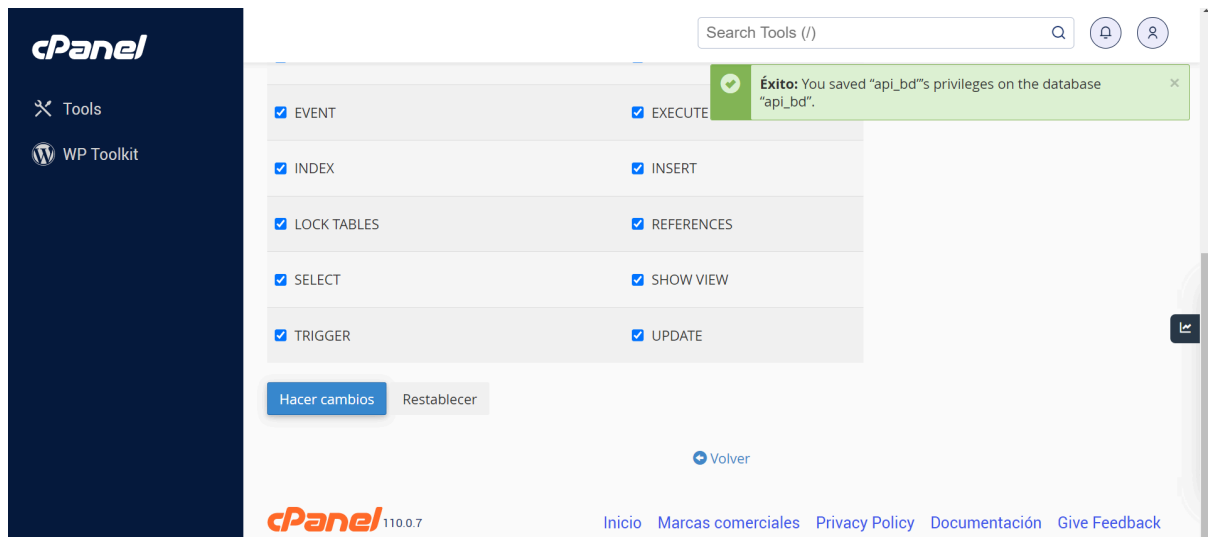 cPanel
Search Tools (/)
Tools
WP Toolkit
Éxito: You saved “api_bd”'s privileges on the database
“api_bd”.
×
EVENT
EXECUTE
INDEX
INSERT
LOCK TABLES
REFERENCES
SELECT
SHOW VIEW
TRIGGER
UPDATE
Hacer cambios
Restablecer
Volver
cPanel 110.0.7
Inicio Marcas comerciales Privacy Policy Documentación Give Feedback